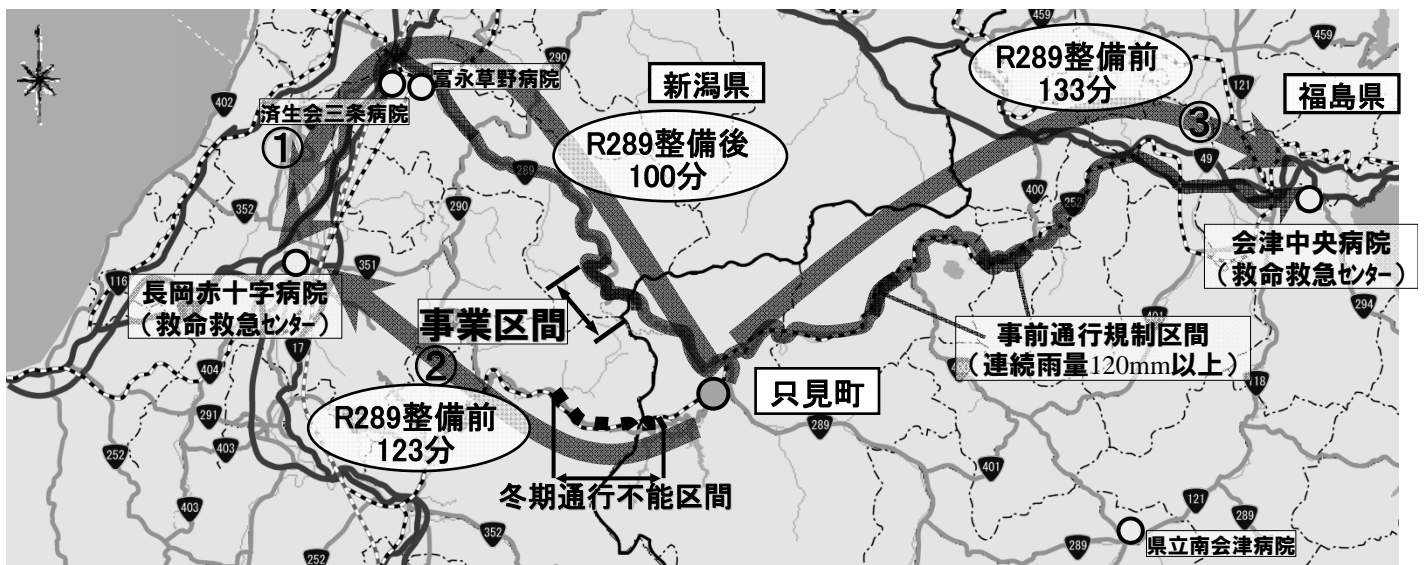 459
459
290
402
富永草野病院
新潟県
R289整備前
133分
121
福島県
済生会三条病院
①
R289整備後
100分
③
49
289
352
290
400
252
会津中央病院
(救命救急センター)
351
116
長岡赤十字病院
(救命救急センター)
事業区間
294
401
事前通行規制区間
(連続雨量120mm以上)
17
404
②
只見町
400
18
R289整備前
123分
291
403
289
252
冬期通行不能区間
401
403
121
289
352
252
289
県立南会津病院